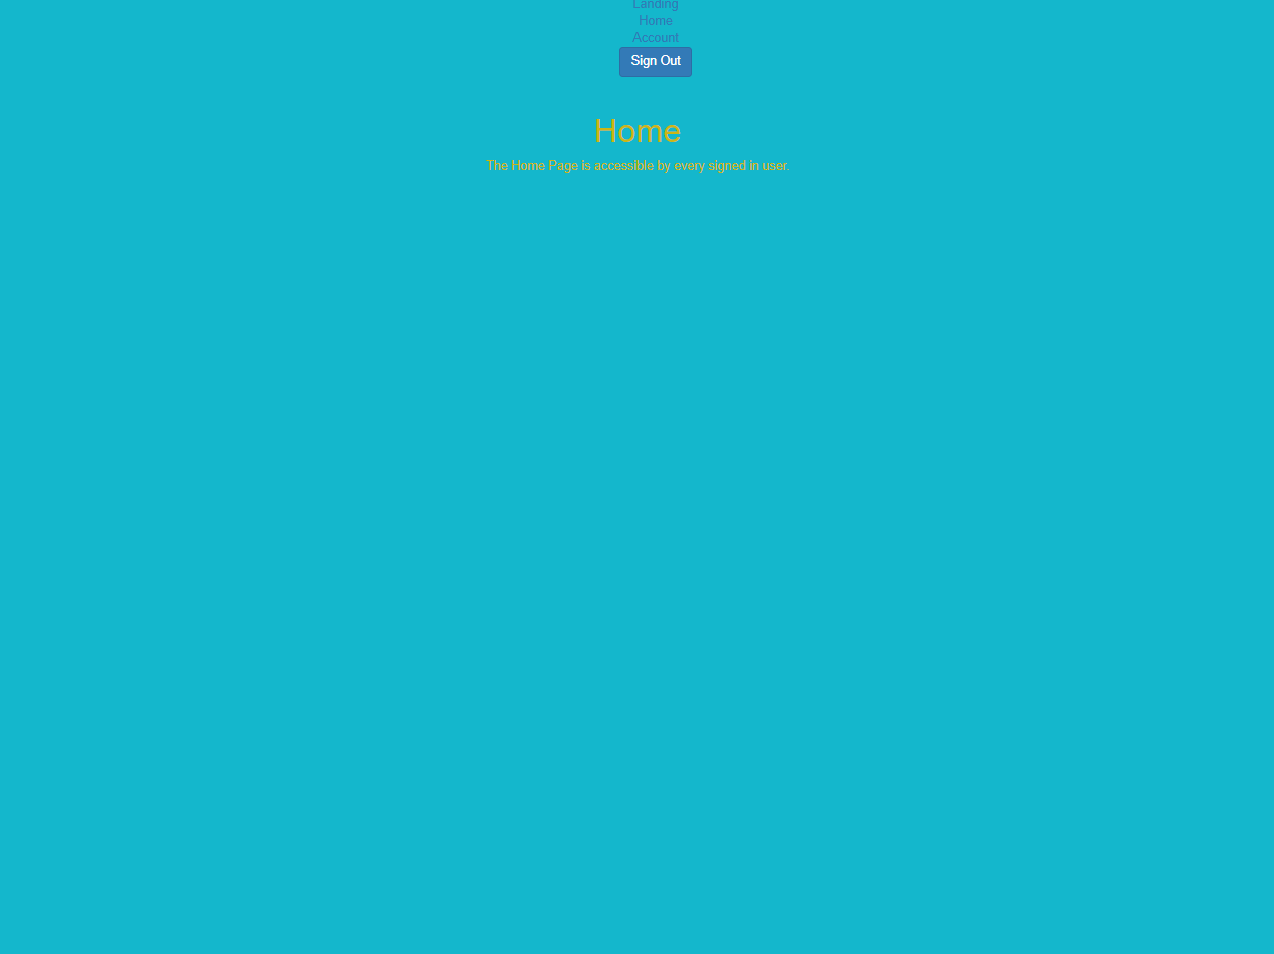 Landing
Home
Account
Sign Out
Home
The Home Page is accessible by every signed in user.